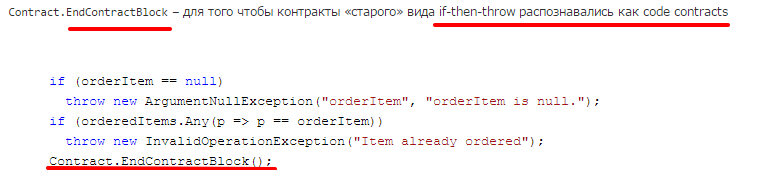 Contract.EndContractBlock – для того чтобы контракты «старого» вида if-then-throw распознавались как code contracts
if (orderItem == null)
throw new ArgumentNullException("orderItem", "orderItem is null.");
if (orderedItems.Any(p => p == orderItem))
throw new InvalidOperationException("Item already ordered");
Contract.EndContractBlock();